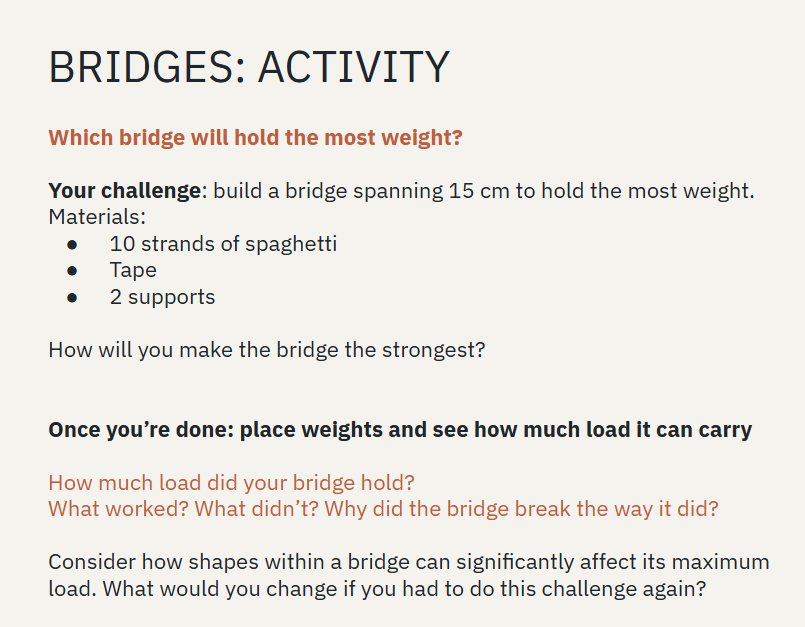 BRIDGES: ACTIVITY
Which bridge will hold the most weight?
Your challenge: build a bridge spanning 15 cm to hold the most weight.
Materials:
● 10 strands of spaghetti
● Tape
● 2 supports
How will you make the bridge the strongest?
Once you’re done: place weights and see how much load it can carry
How much load did your bridge hold?
What worked? What didn’t? Why did the bridge break the way it did?
Consider how shapes within a bridge can significantly affect its maximum
load. What would you change if you had to do this challenge again?